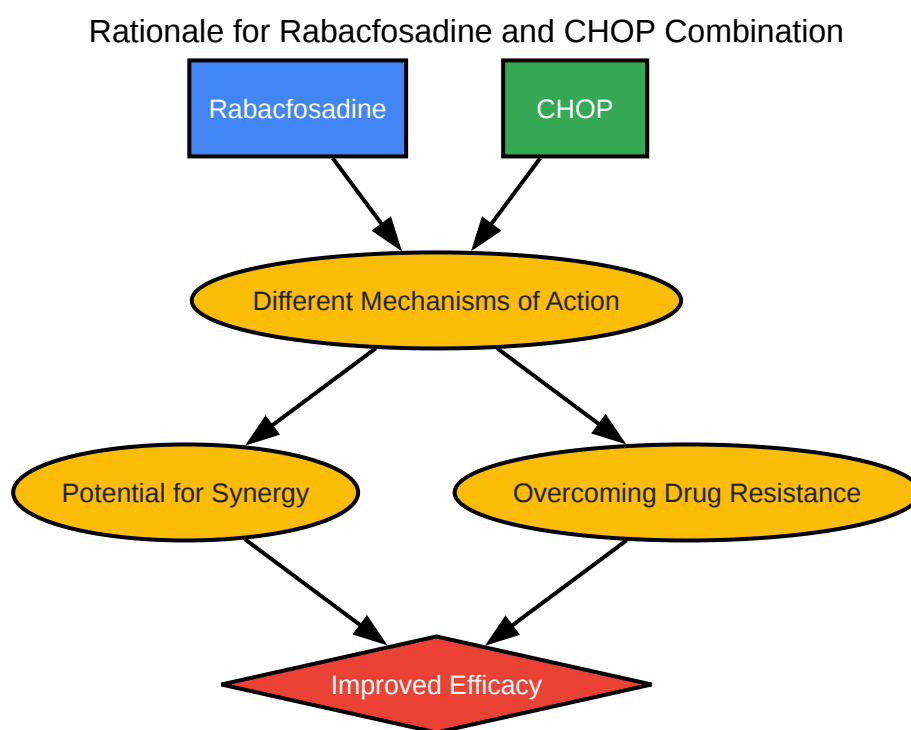 Rationale for Rabacfosadine and CHOP Combination
Rabacfosadine
CHOP
Different Mechanisms of Action
Potential for Synergy
Overcoming Drug Resistance
Improved Efficacy